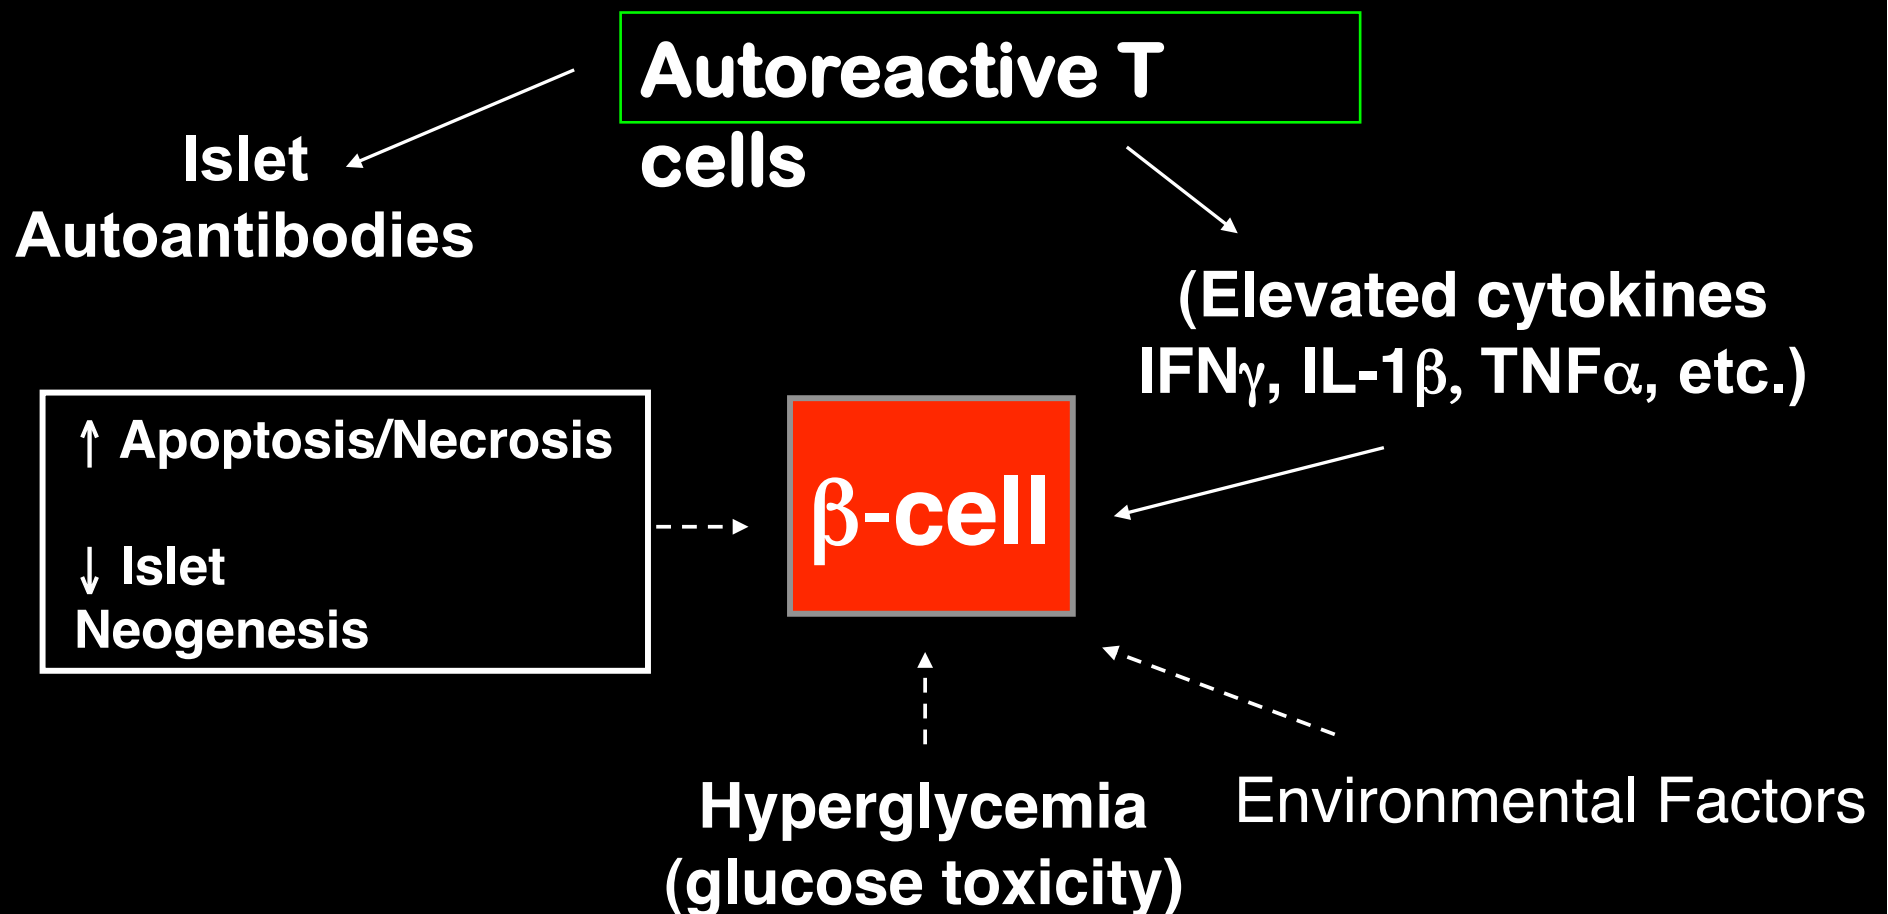 Autoreactive T
cells
Islet
Autoantibodies
(Elevated cytokines
IFNγ, IL-1β, TNFα, etc.)
↑ Apoptosis/Necrosis
↓ Islet
Neogenesis
β-cell
Hyperglycemia
(glucose toxicity)
Environmental Factors